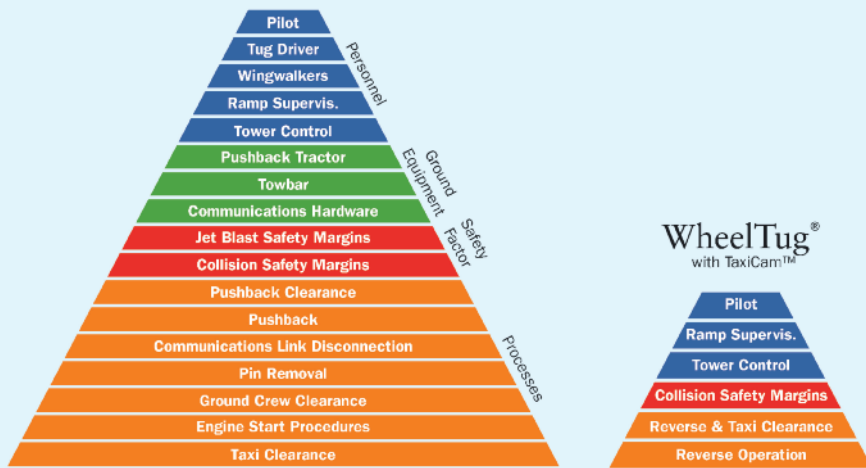 Pilot
Tug Driver
Wingwalkers
Ramp Supervis.
Tower Control
Personnel
Pushback Tractor
Towbar
Communications Hardware
Ground
Equipment
Jet Blast Safety Margins
Collision Safety Margins
Safety
Factor
Pushback Clearance
Pushback
Communications Link Disconnection
Pin Removal
Ground Crew Clearance
Engine Start Procedures
Taxi Clearance
Processes
WheelTug®
with TaxiCam™
Pilot
Ramp Supervis.
Tower Control
Collision Safety Margins
Reverse & Taxi Clearance
Reverse Operation